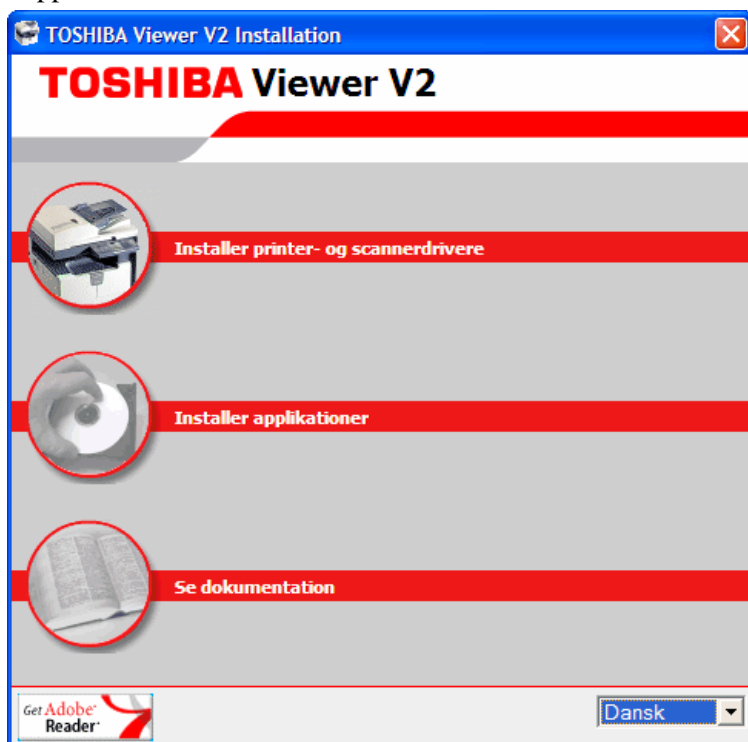 TOSHIBA Viewer V2 Installation
TOSHIBA Viewer V2
Installer printer- og scannerdrivere
Installer applikationer
Se dokumentation
Get Adobe
Reader
Dansk